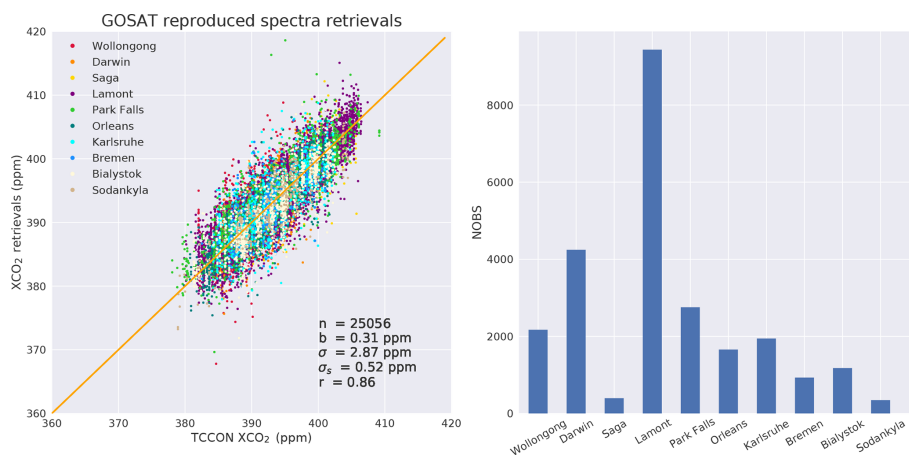 GOSAT reproduced spectra retrievals
420
410
400
390
380
370
360
XCO₂ retrievals (ppm)
Wollongong
Darwin
Saga
Lamont
Park Falls
Orleans
Karlsruhe
Bremen
Bialystok
Sodankyla
n = 25056
b = 0.31 ppm
σ = 2.87 ppm
σₛ = 0.52 ppm
r = 0.86
360 370 380 390 400 410 420
TCCON XCO₂ (ppm)
8000
6000
4000
2000
0
NOBS
Wollongong
Darwin
Saga
Lamont
Park Falls
Orleans
Karlsruhe
Bremen
Bialystok
Sodankyla